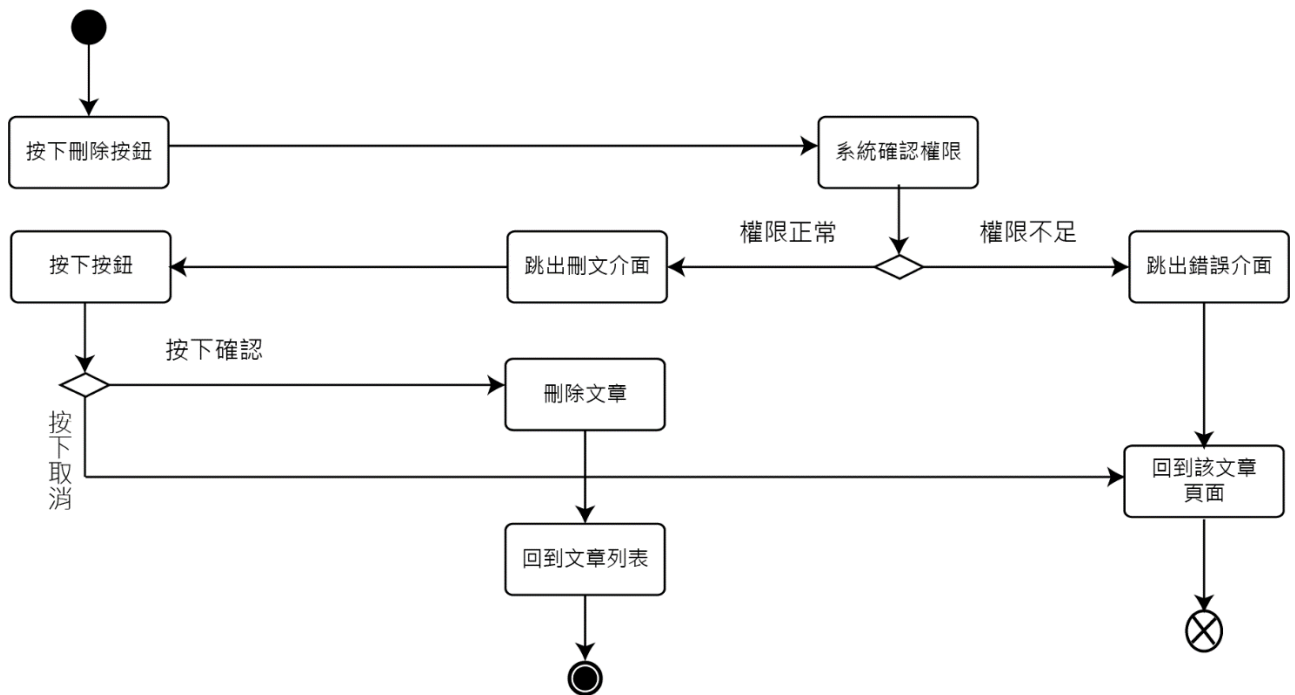 按下刪除按鈕
系統確認權限
權限正常
權限不足
按下按鈕
跳出刪文介面
跳出錯誤介面
按下確認
刪除文章
按下取消
回到該文章
頁面
回到文章列表